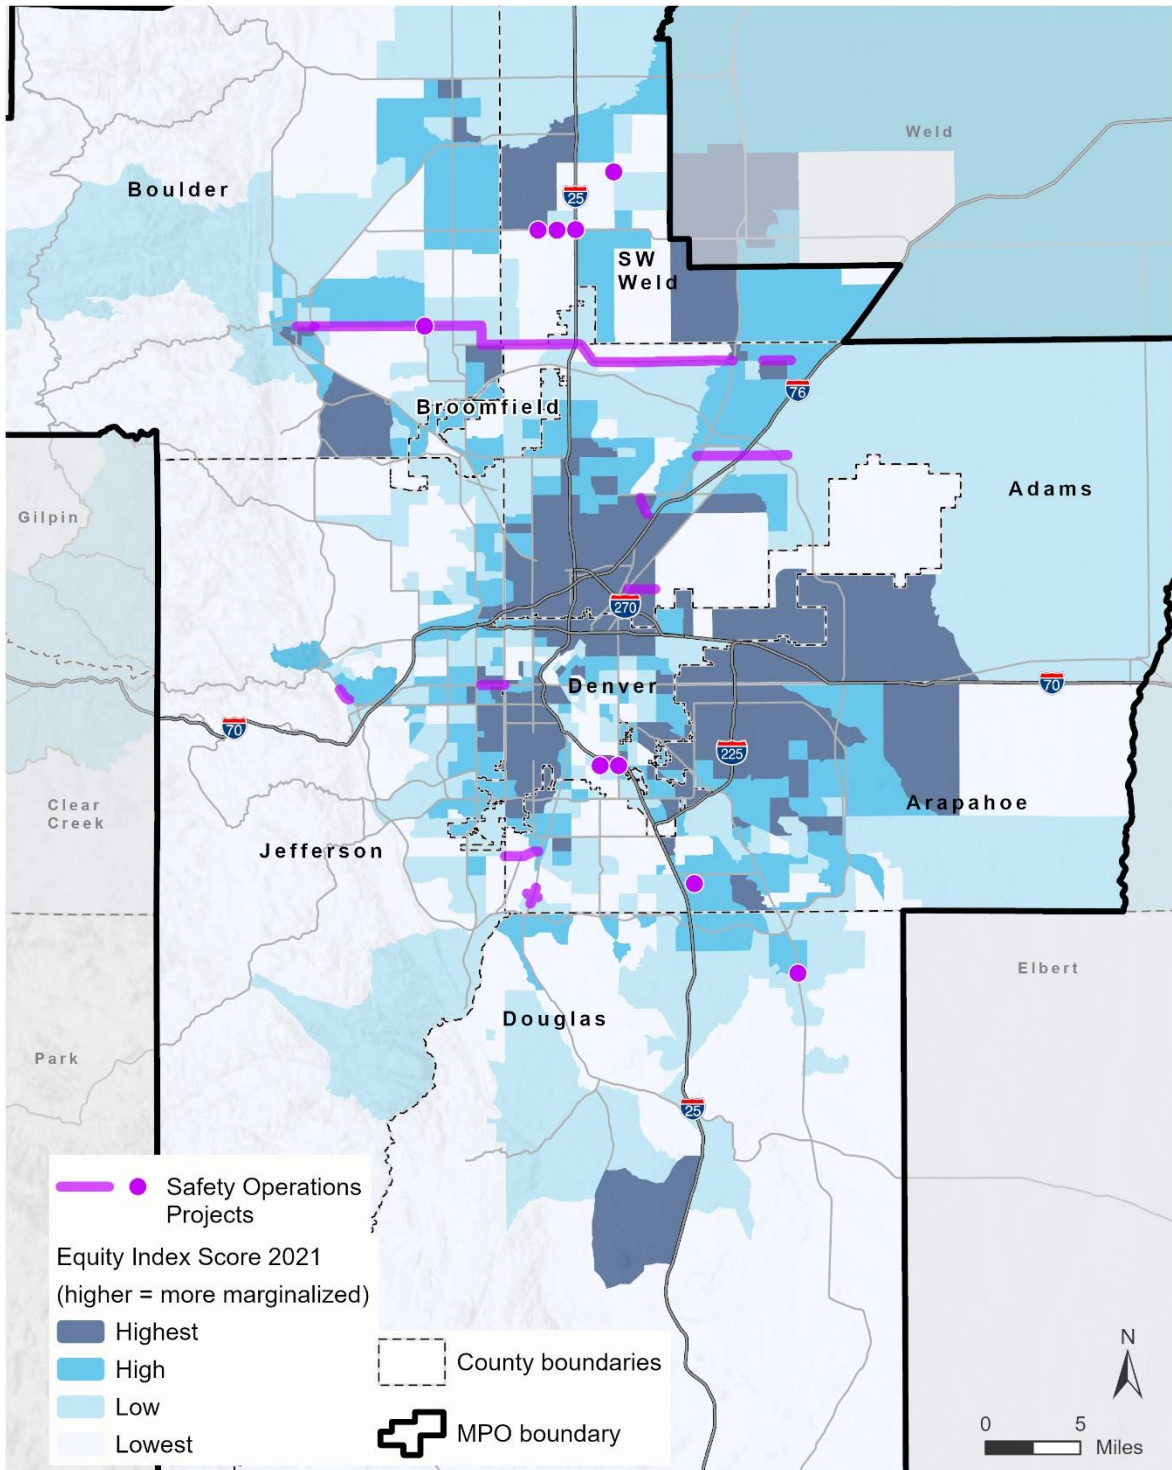 Weld
Boulder
25
SW
Weld
76
Broomfield
Adams
Gilpin
270
Denver
70
70
225
Clear
Creek
Arapahoe
Jefferson
Elbert
Douglas
Park
25
Safety Operations
Projects
Equity Index Score 2021
(higher = more marginalized)
Highest
High
Low
Lowest
County boundaries
MPO boundary
N
0 5
Miles